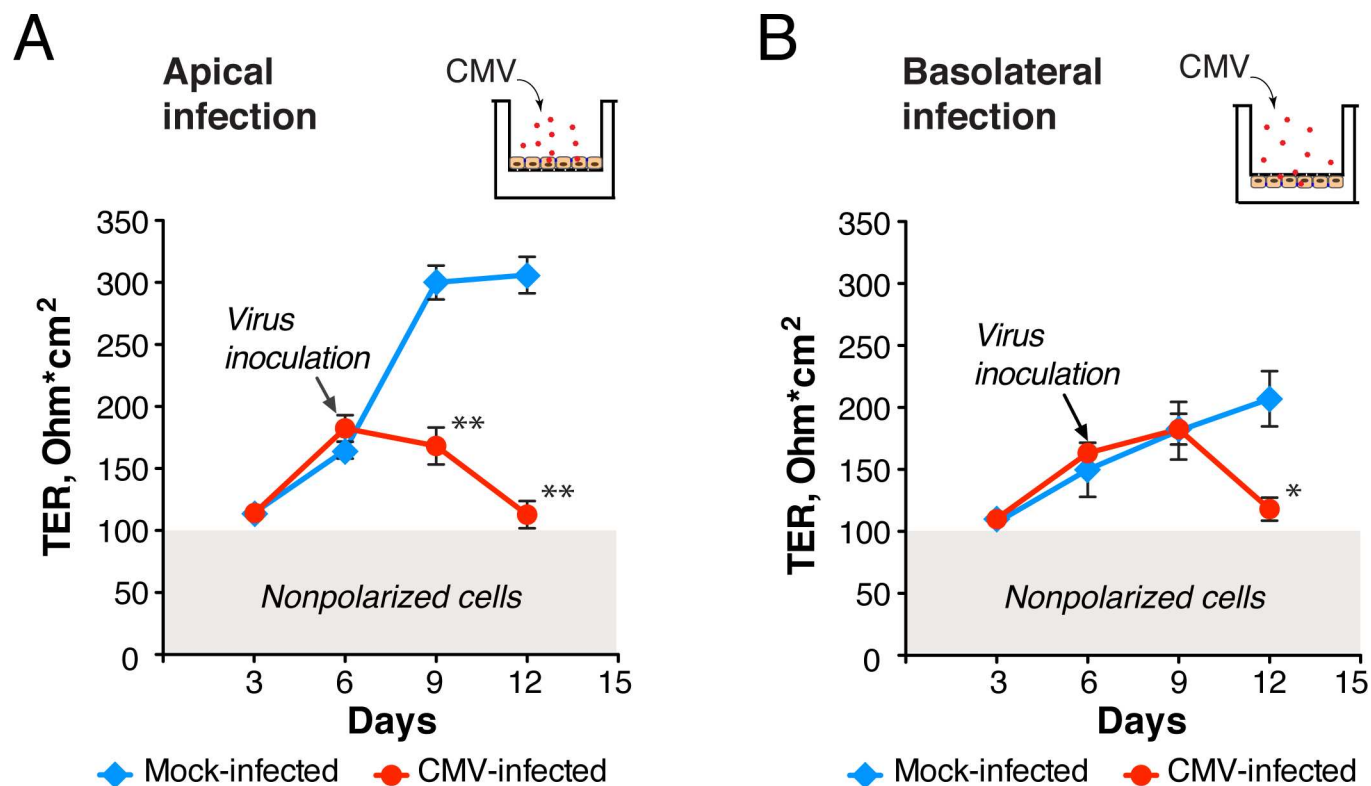 A
Apical
infection
CMV
350
300
250
200
150
100
50
0
TER, Ohm*cm²
Virus
inoculation
**
**
Nonpolarized cells
3 6 9 12 15
Days
Mock-infected CMV-infected
B
Basolateral
infection
CMV
350
300
250
200
150
100
50
0
TER, Ohm*cm²
Virus
inoculation
*
Nonpolarized cells
3 6 9 12 15
Days
Mock-infected CMV-infected